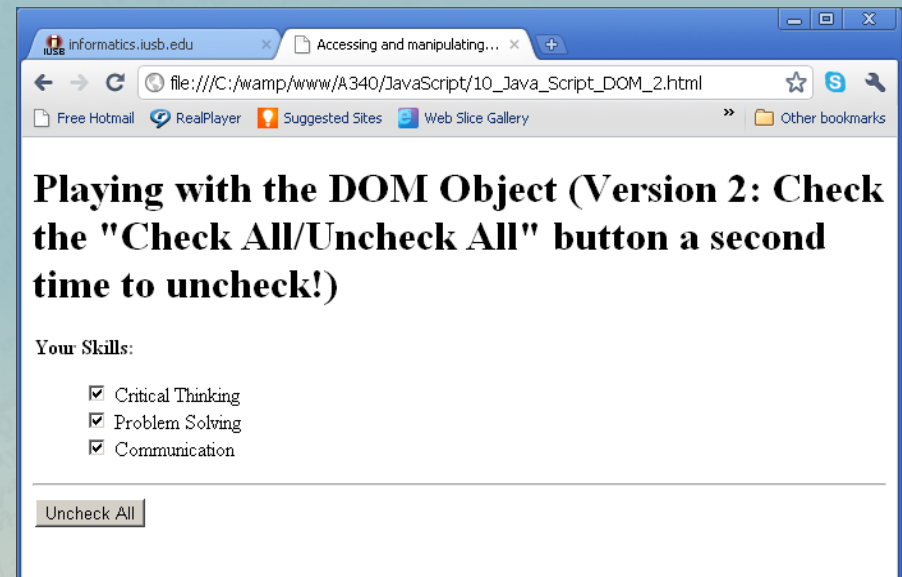 informatics.iusb.edu
Accessing and manipulating...
file:///C:/wamp/www/A340/JavaScript/10_Java_Script_DOM_2.html
Free Hotmail RealPlayer Suggested Sites Web Slice Gallery » Other bookmarks
Playing with the DOM Object (Version 2: Check
the "Check All/Uncheck All" button a second
time to uncheck!)
Your Skills:
Critical Thinking
Problem Solving
Communication
Uncheck All